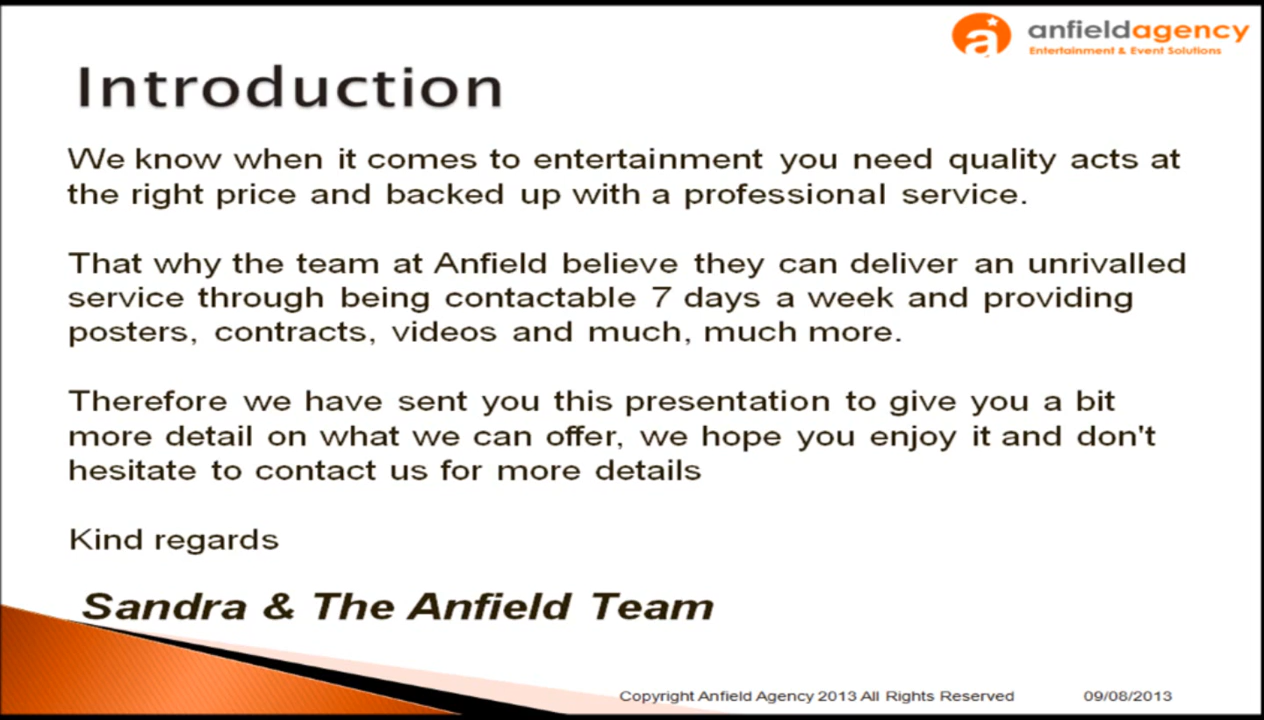 anfieldagency
Entertainment & Event Solutions
Introduction
We know when it comes to entertainment you need quality acts at
the right price and backed up with a professional service.
That why the team at Anfield believe they can deliver an unrivalled
service through being contactable 7 days a week and providing
posters, contracts, videos and much, much more.
Therefore we have sent you this presentation to give you a bit
more detail on what we can offer, we hope you enjoy it and don't
hesitate to contact us for more details
Kind regards
Sandra & The Anfield Team
Copyright Anfield Agency 2013 All Rights Reserved 09/08/2013